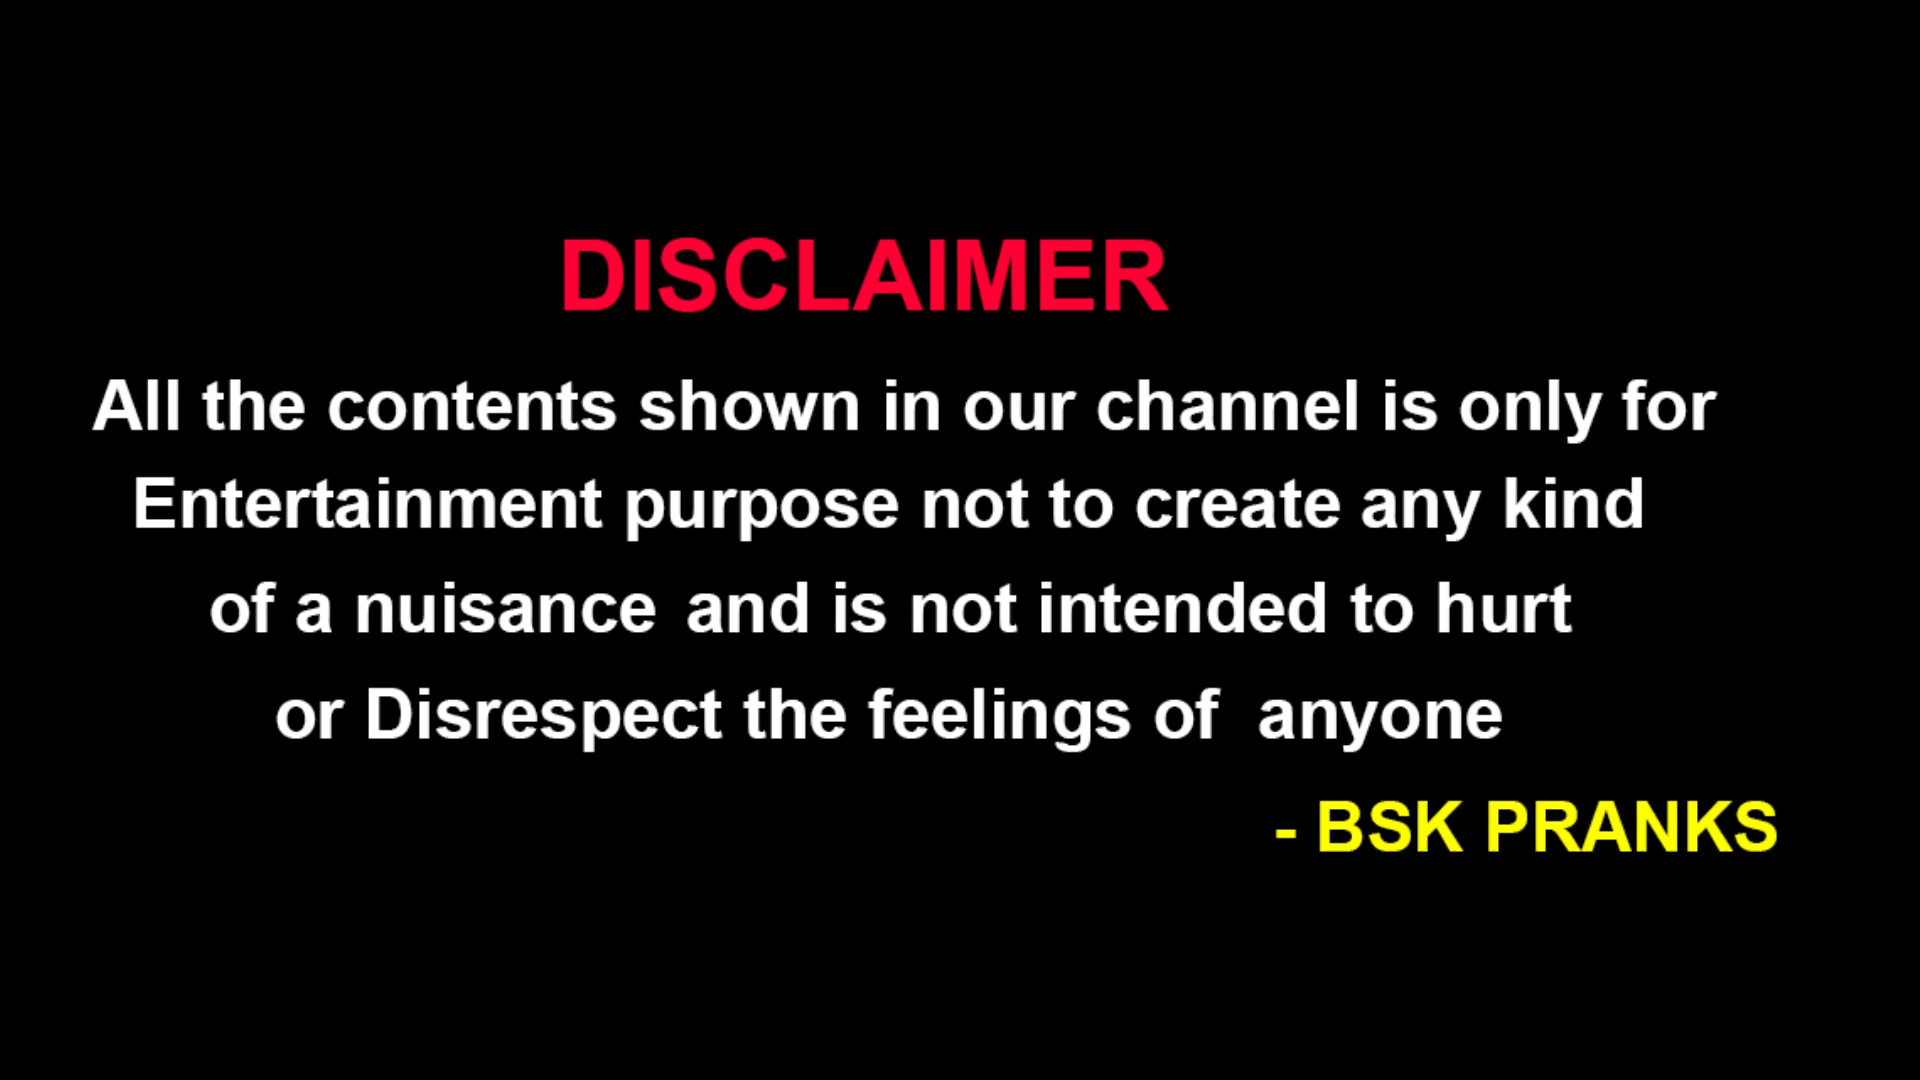 DISCLAIMER
All the contents shown in our channel is only for
Entertainment purpose not to create any kind
of a nuisance and is not intended to hurt
or Disrespect the feelings of anyone
- BSK PRANKS